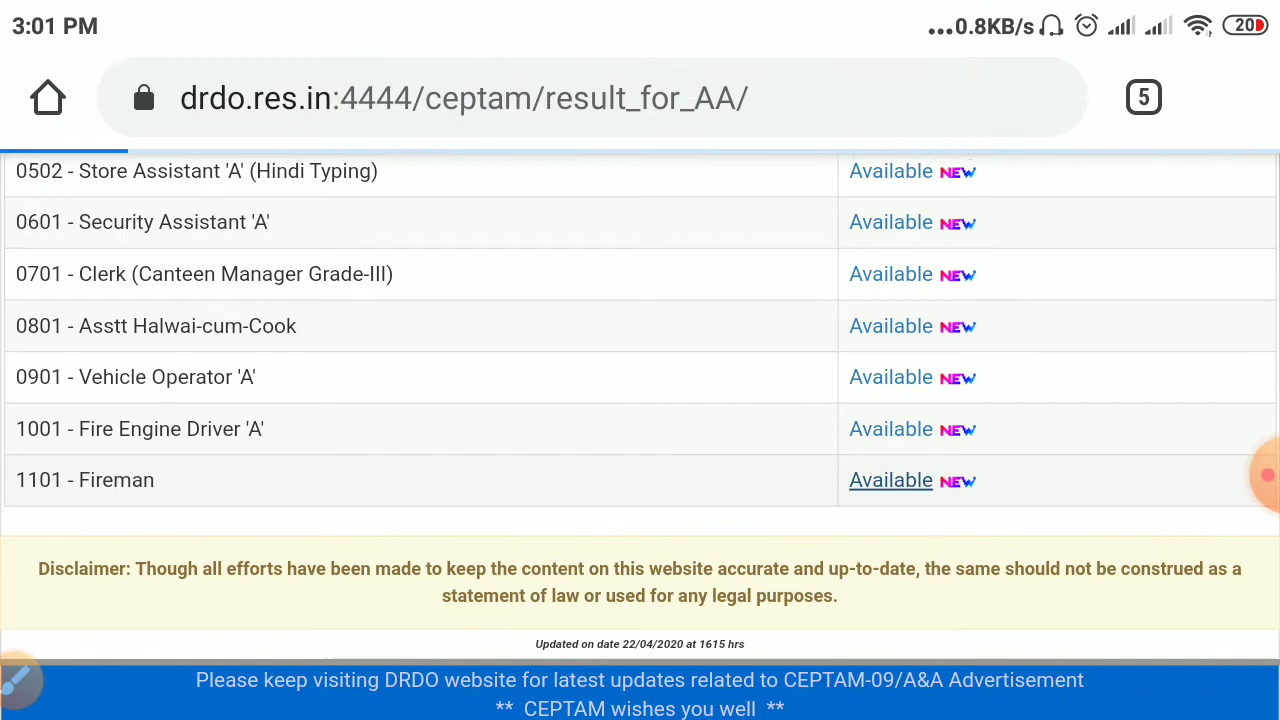 3:01 PM ...0.8KB/s 20
drdo.res.in:4444/ceptam/result_for_AA/ 5
0502 - Store Assistant 'A' (Hindi Typing) Available NEW
0601 - Security Assistant 'A' Available NEW
0701 - Clerk (Canteen Manager Grade-III) Available NEW
0801 - Asstt Halwai-cum-Cook Available NEW
0901 - Vehicle Operator 'A' Available NEW
1001 - Fire Engine Driver 'A' Available NEW
1101 - Fireman Available NEW
Disclaimer: Though all efforts have been made to keep the content on this website accurate and up-to-date, the same should not be construed as a
statement of law or used for any legal purposes.
Updated on date 22/04/2020 at 1615 hrs
Please keep visiting DRDO website for latest updates related to CEPTAM-09/A&A Advertisement
** CEPTAM wishes you well **